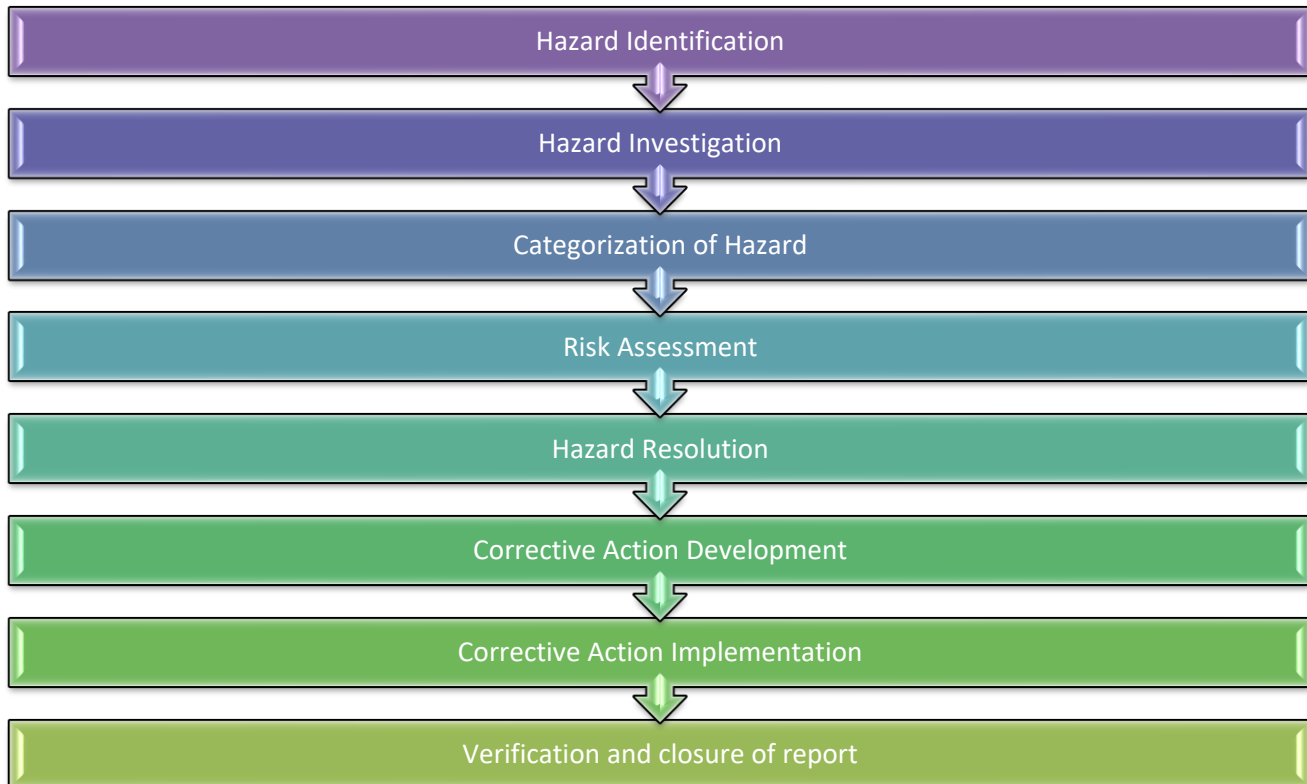 Hazard Identification
Hazard Investigation
Categorization of Hazard
Risk Assessment
Hazard Resolution
Corrective Action Development
Corrective Action Implementation
Verification and closure of report